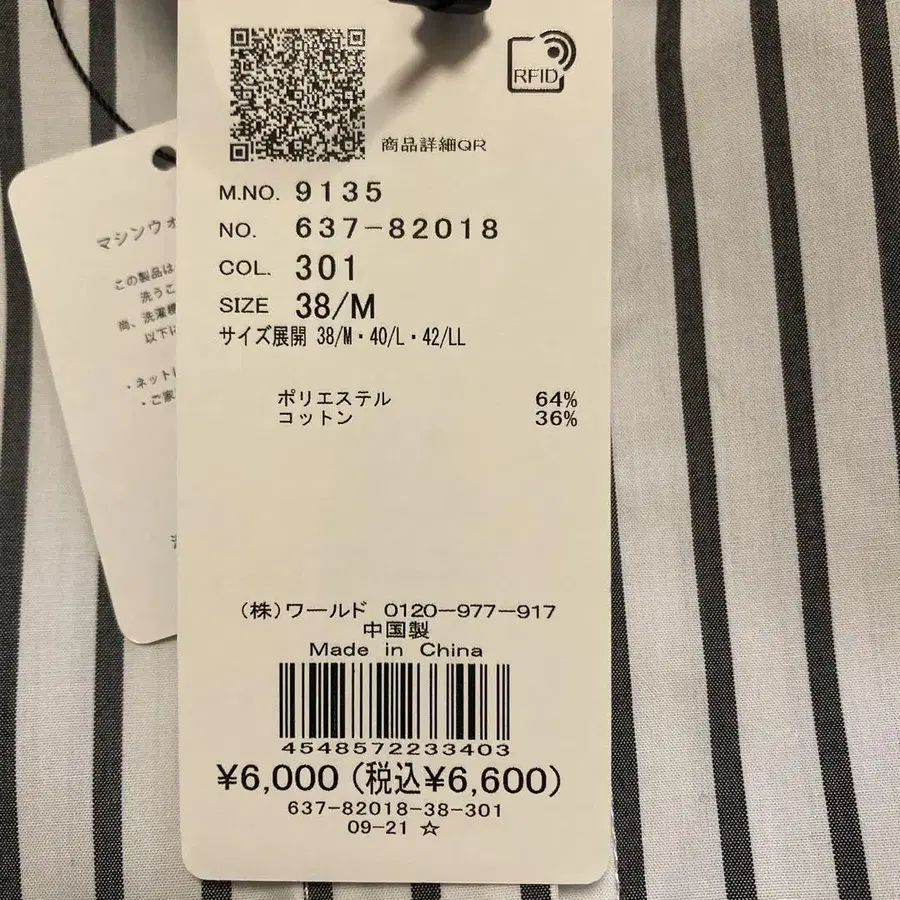 RFID
商品詳細QR
M.NO. 9135
NO. 637-82018
COL. 301
SIZE 38/M
サイズ展開 38/M・40/L・42/LL
ポリエステル 64%
コットン 36%
(株)ワールド 0120-977-917
中国製
Made in China
4548572233403
¥6,000 (税込¥6,600)
637-82018-38-301
09-21 ☆
マシンウォ
この製品は
洗うこ
尚、洗濯機
以下に
・ネット
・ご家